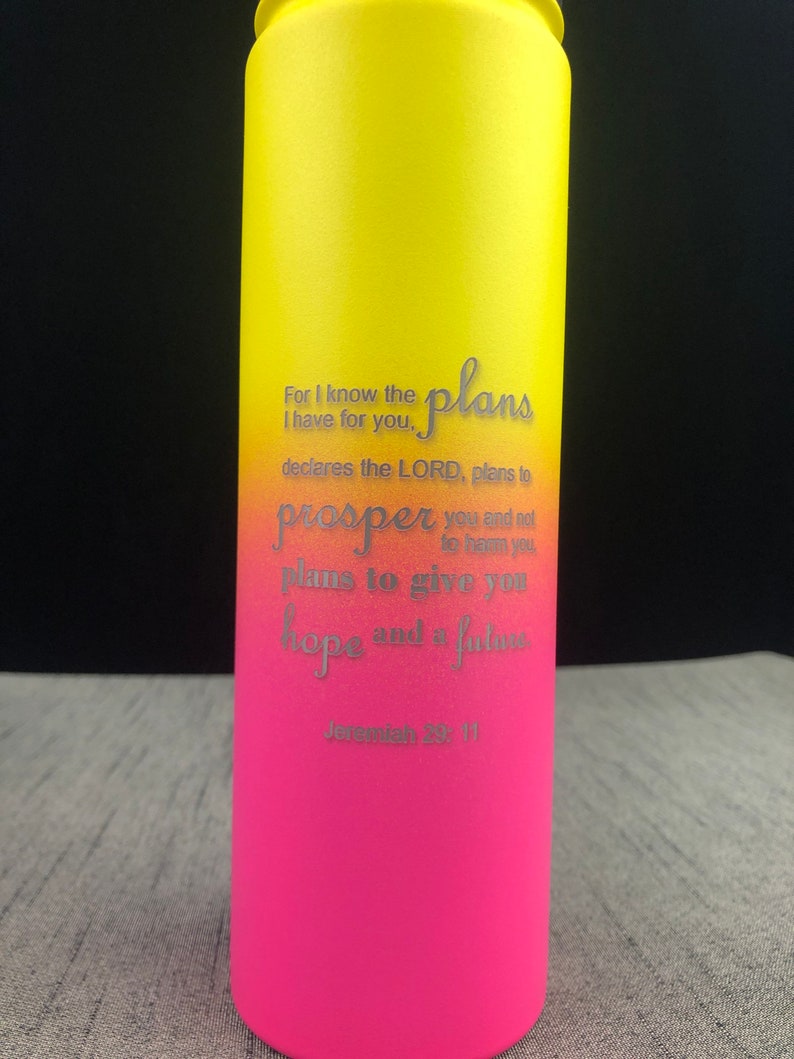 For I know the plans
I have for you,
declares the LORD, plans to
prosper you and not
to harm you,
plans to give you
hope and a future.
Jeremiah 29: 11